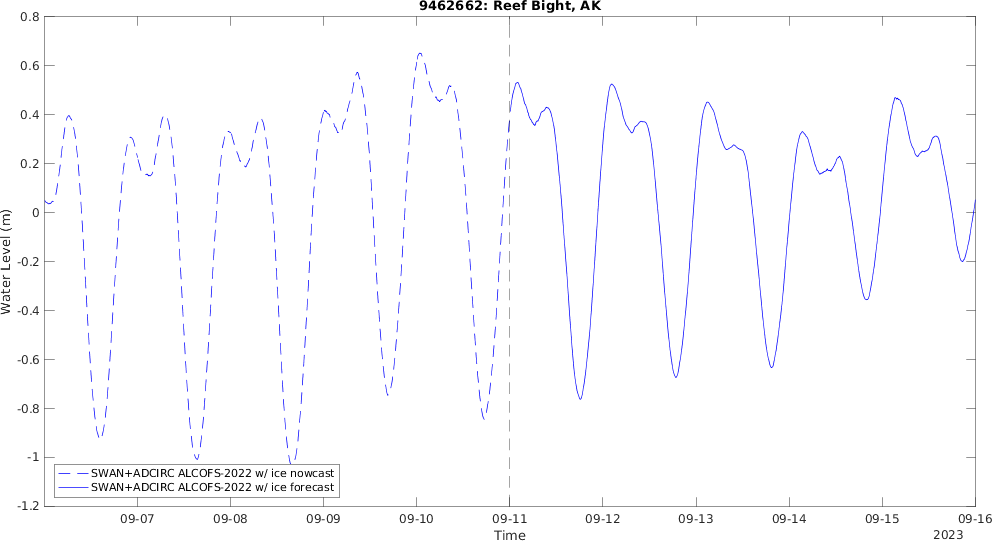 9462662: Reef Bight, AK
0.8
0.6
0.4
0.2
0
-0.2
-0.4
-0.6
-0.8
-1
-1.2
Water Level (m)
SWAN+ADCIRC ALCOFS-2022 w/ ice nowcast
SWAN+ADCIRC ALCOFS-2022 w/ ice forecast
09-07 09-08 09-09 09-10 09-11 09-12 09-13 09-14 09-15 09-16
Time
2023